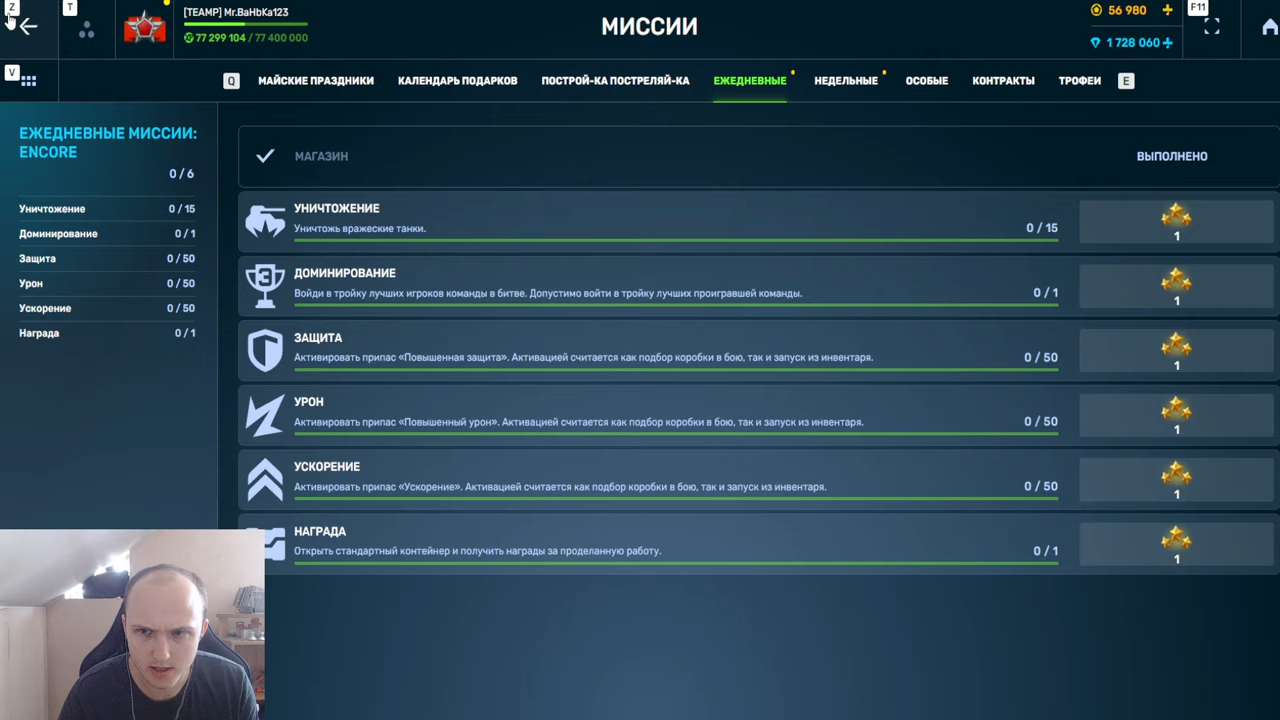 Z
T
[TEAMP] Mr.BaHbKa123
77 299 104 / 77 400 000
МИССИИ
56 980
1 728 060
F11
V
Q
МАЙСКИЕ ПРАЗДНИКИ
КАЛЕНДАРЬ ПОДАРКОВ
ПОСТРОЙ-КА ПОСТРЕЛЯЙ-КА
ЕЖЕДНЕВНЫЕ
НЕДЕЛЬНЫЕ
ОСОБЫЕ
КОНТРАКТЫ
ТРОФЕИ
E
ЕЖЕДНЕВНЫЕ МИССИИ:
ENCORE
0 / 6
Уничтожение 0 / 15
Доминирование 0 / 1
Защита 0 / 50
Урон 0 / 50
Ускорение 0 / 50
Награда 0 / 1
МАГАЗИН
ВЫПОЛНЕНО
УНИЧТОЖЕНИЕ
Уничтожь вражеские танки.
0 / 15
1
ДОМИНИРОВАНИЕ
3
Войди в тройку лучших игроков команды в битве. Допустимо войти в тройку лучших проигравшей команды.
0 / 1
1
ЗАЩИТА
Активировать припас «Повышенная защита». Активацией считается как подбор коробки в бою, так и запуск из инвентаря.
0 / 50
1
УРОН
Активировать припас «Повышенный урон». Активацией считается как подбор коробки в бою, так и запуск из инвентаря.
0 / 50
1
УСКОРЕНИЕ
Активировать припас «Ускорение». Активацией считается как подбор коробки в бою, так и запуск из инвентаря.
0 / 50
1
НАГРАДА
Открыть стандартный контейнер и получить награды за проделанную работу.
0 / 1
1